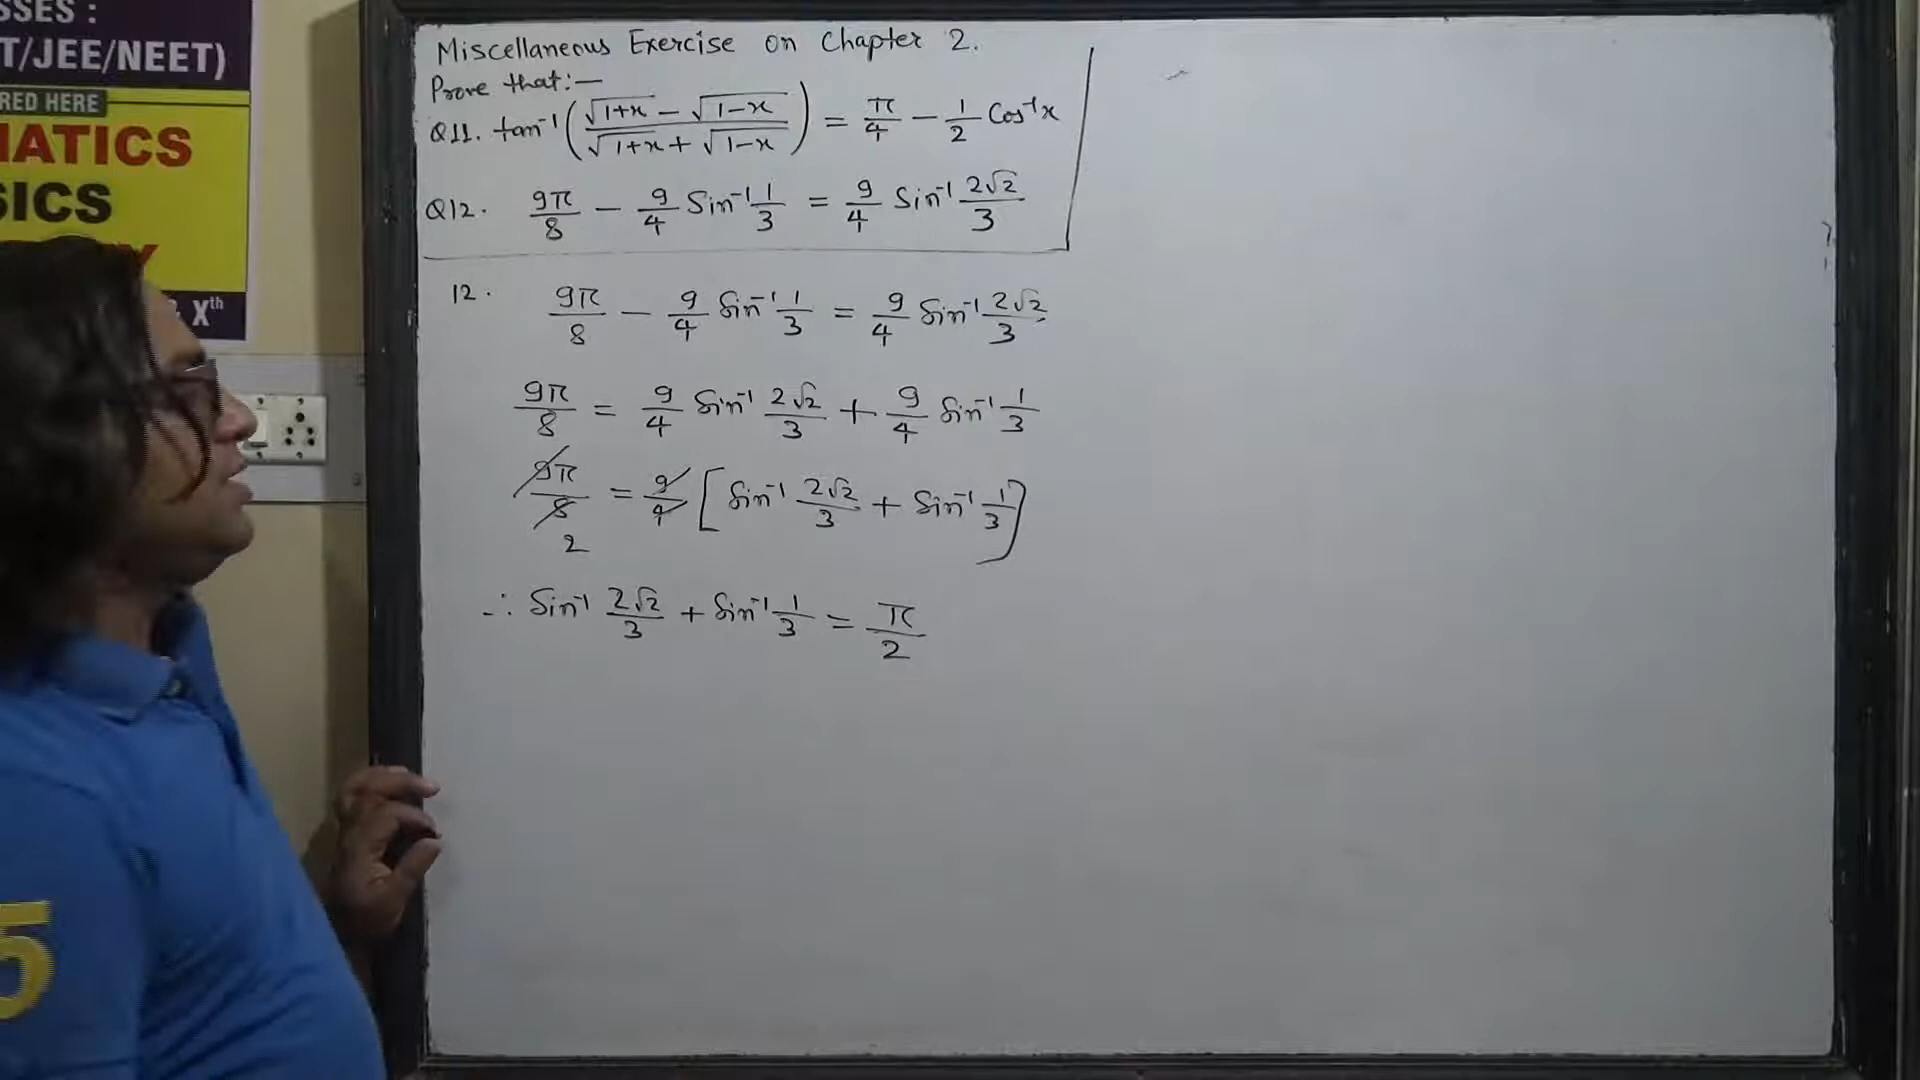 SSES :
T/JEE/NEET)
RED HERE
ATICS
SICS
Y
Xth
5
Miscellaneous Exercise on Chapter 2.
Prove that:—
Q11. tan⁻¹(√1+x − √1−x / √1+x + √1−x) = π/4 − 1/2 Cos⁻¹x
Q12. 9π/8 − 9/4 Sin⁻¹ 1/3 = 9/4 Sin⁻¹ 2√2/3
12. 9π/8 − 9/4 Sin⁻¹ 1/3 = 9/4 Sin⁻¹ 2√2/3
9π/8 = 9/4 Sin⁻¹ 2√2/3 + 9/4 Sin⁻¹ 1/3
9π/8 = 9/4 [Sin⁻¹ 2√2/3 + Sin⁻¹ 1/3]
2
∴ Sin⁻¹ 2√2/3 + Sin⁻¹ 1/3 = π/2